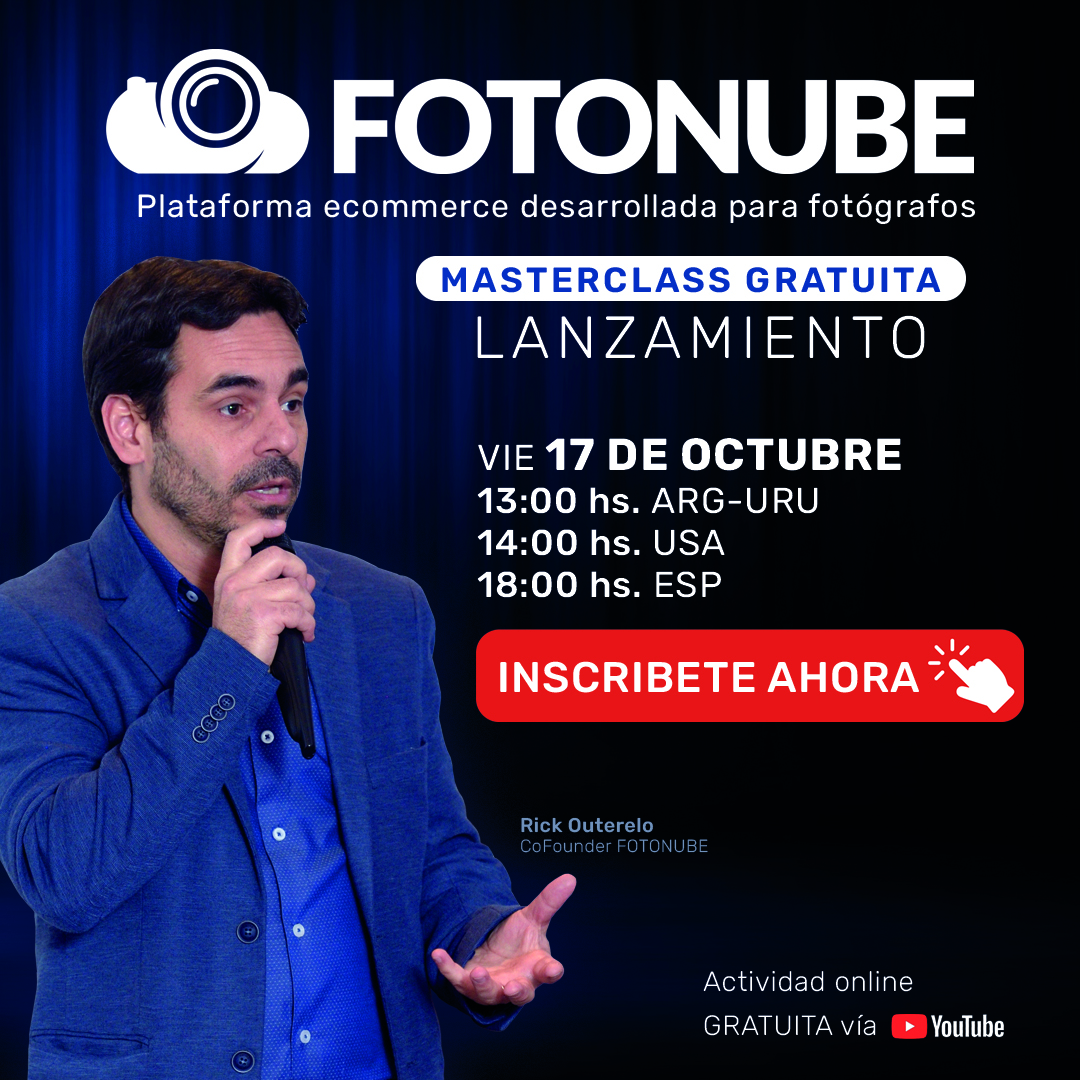 FOTONUBE
Plataforma ecommerce desarrollada para fotógrafos
MASTERCLASS GRATUITA
LANZAMIENTO
VIE 17 DE OCTUBRE
13:00 hs. ARG-URU
14:00 hs. USA
18:00 hs. ESP
INSCRIBETE AHORA
Rick Outerelo
CoFounder FOTONUBE
Actividad online
GRATUITA vía YouTube